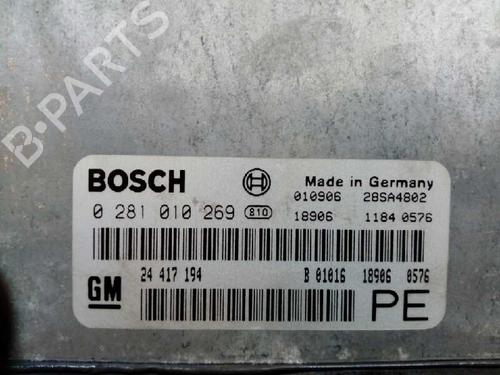 B-PARTS
BOSCH
Made in Germany
010906 28SA4802
0 281 010 269 810 18906 1184 0576
24 417 194 B 01016 18906 0576
GM
PE